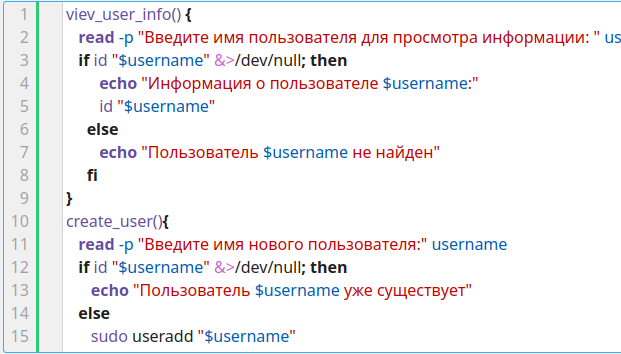 1 viev_user_info() {
2 read -p "Введите имя пользователя для просмотра информации: " us
3 if id "$username" &>/dev/null; then
4 echo "Информация о пользователе $username:"
5 id "$username"
6 else
7 echo "Пользователь $username не найден"
8 fi
9 }
10 create_user(){
11 read -p "Введите имя нового пользователя:" username
12 if id "$username" &>/dev/null; then
13 echo "Пользователь $username уже существует"
14 else
15 sudo useradd "$username"